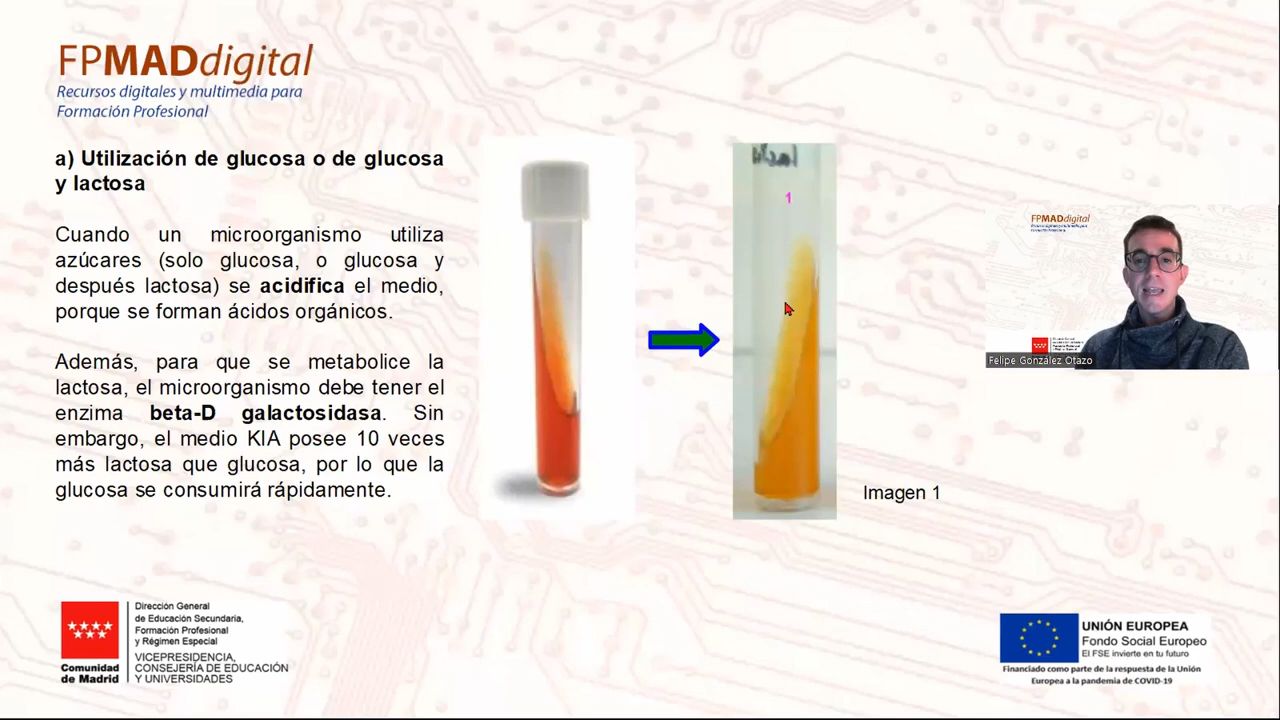 FPMADdigital
Recursos digitales y multimedia para
Formación Profesional
a) Utilización de glucosa o de glucosa
y lactosa
Cuando un microorganismo utiliza
azúcares (solo glucosa, o glucosa y
después lactosa) se acidifica el medio,
porque se forman ácidos orgánicos.
Además, para que se metabolice la
lactosa, el microorganismo debe tener el
enzima beta-D galactosidasa. Sin
embargo, el medio KIA posee 10 veces
más lactosa que glucosa, por lo que la
glucosa se consumirá rápidamente.
1
Imagen 1
FPMADdigital
Felipe González Otazo
Dirección General
de Educación Secundaria,
Formación Profesional
y Régimen Especial
VICEPRESIDENCIA,
CONSEJERÍA DE EDUCACIÓN
Y UNIVERSIDADES
Comunidad
de Madrid
UNIÓN EUROPEA
Fondo Social Europeo
El FSE invierte en tu futuro
Financiado como parte de la respuesta de la Unión
Europea a la pandemia de COVID-19